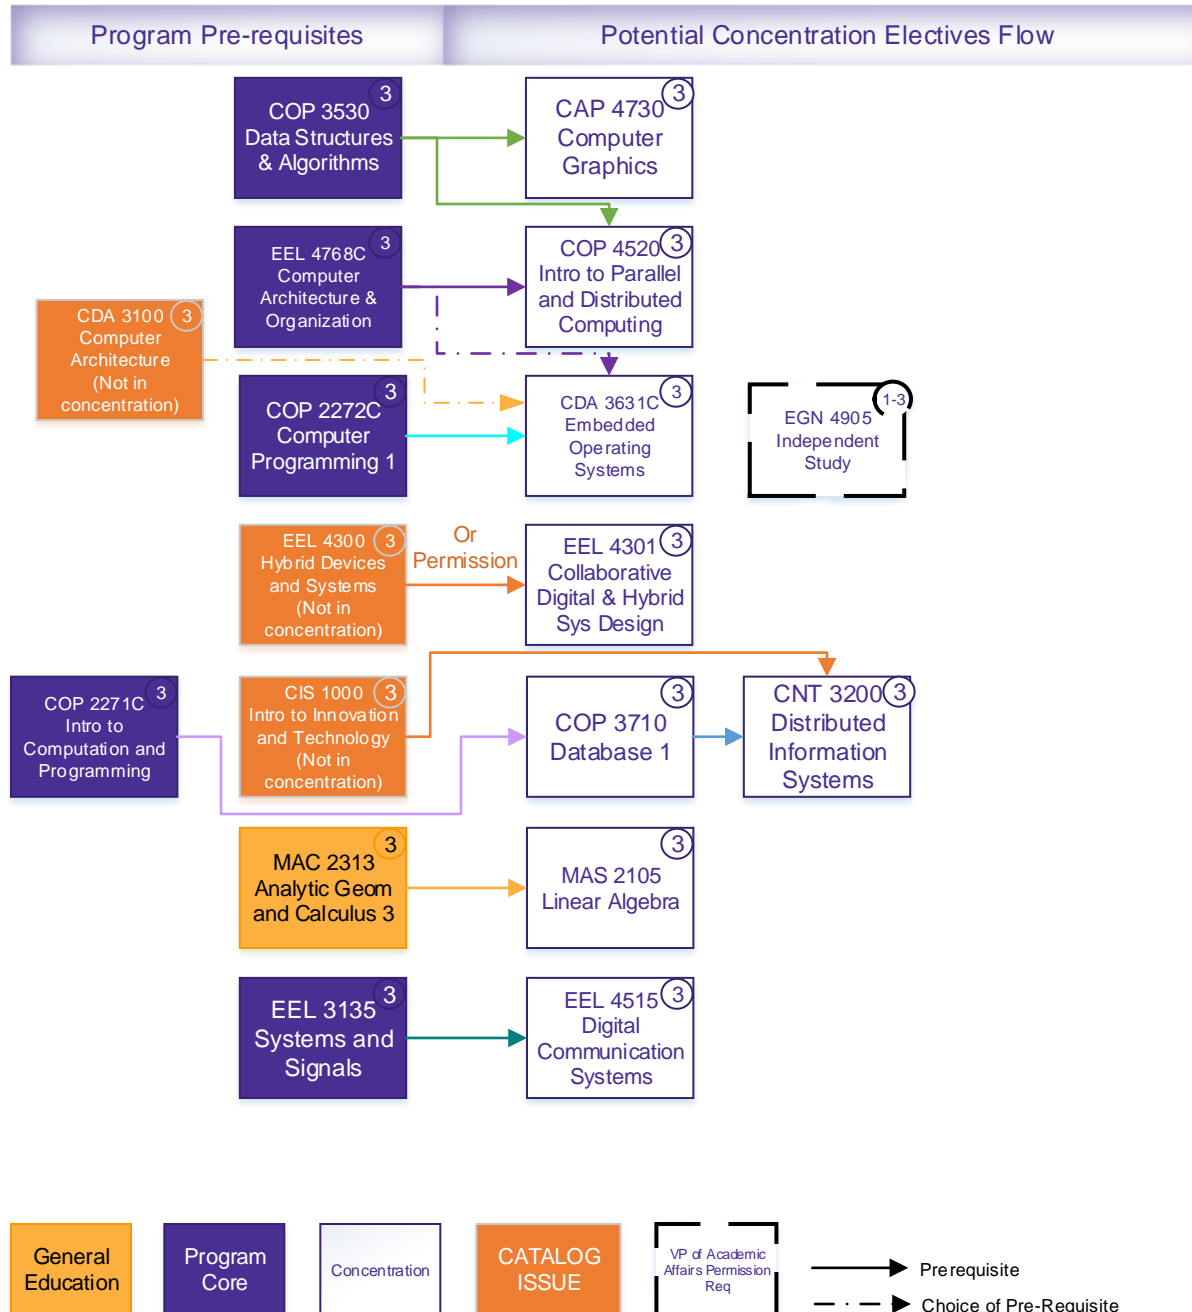 Program Pre-requisites
Potential Concentration Electives Flow
3
COP 3530
Data Structures
& Algorithms
3
CAP 4730
Computer
Graphics
3
EEL 4768C
Computer
Architecture &
Organization
3
COP 4520
Intro to Parallel
and Distributed
Computing
3
CDA 3100
Computer
Architecture
(Not in
concentration)
3
COP 2272C
Computer
Programming 1
3
CDA 3631C
Embedded
Operating
Systems
1-3
EGN 4905
Independent
Study
3
EEL 4300
Hybrid Devices
and Systems
(Not in
concentration)
Or
Permission
3
EEL 4301
Collaborative
Digital & Hybrid
Sys Design
3
COP 2271C
Intro to
Computation and
Programming
3
CIS 1000
Intro to Innovation
and Technology
(Not in
concentration)
3
COP 3710
Database 1
3
CNT 3200
Distributed
Information
Systems
3
MAC 2313
Analytic Geom
and Calculus 3
3
MAS 2105
Linear Algebra
3
EEL 3135
Systems and
Signals
3
EEL 4515
Digital
Communication
Systems
General
Education
Program
Core
Concentration
CATALOG
ISSUE
VP of Academic
Affairs Permission
Req
Prerequisite
Choice of Pre-Requisite